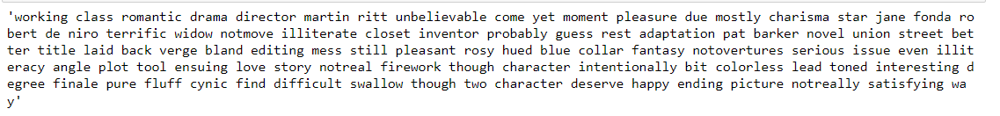 'working class romantic drama director martin ritt unbelievable come yet moment pleasure due mostly charisma star jane fonda ro
bert de niro terrific widow notmove illiterate closet inventor probably guess rest adaptation pat barker novel union street bet
ter title laid back verge bland editing mess still pleasant rosy hued blue collar fantasy notovertures serious issue even illit
eracy angle plot tool ensuing love story notreal firework though character intentionally bit colorless lead toned interesting d
egree finale pure fluff cynic find difficult swallow though two character deserve happy ending picture notreally satisfying wa
y'